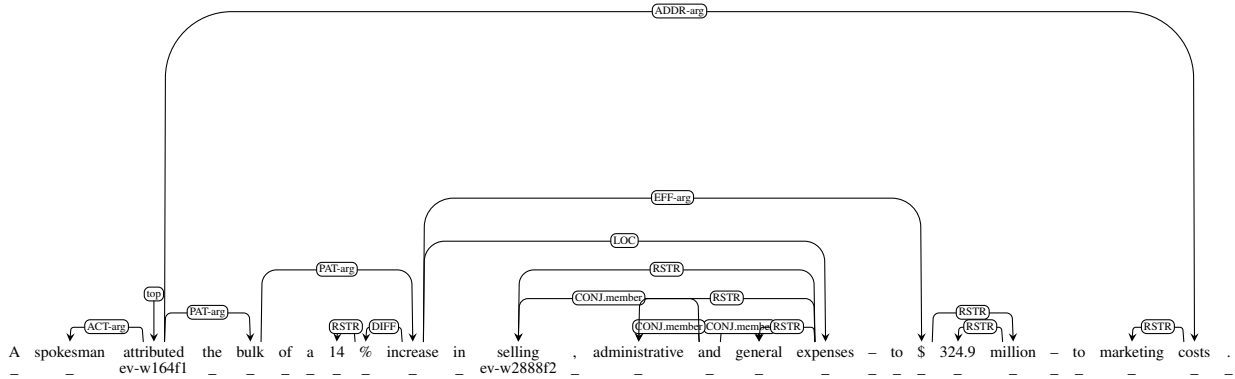 ADDR-arg
EFF-arg
LOC
PAT-arg RSTR
top CONJ.member RSTR
PAT-arg RSTR
ACT-arg RSTR DIFF CONJ.member CONJ.membe RSTR RSTR RSTR
A spokesman attributed the bulk of a 14 % increase in selling , administrative and general expenses – to $ 324.9 million – to marketing costs .
_ _ ev-w164f1 _ _ _ _ _ _ _ _ ev-w2888f2 _ _ _ _ _ _ _ _ _ _ _ _ _ _ _